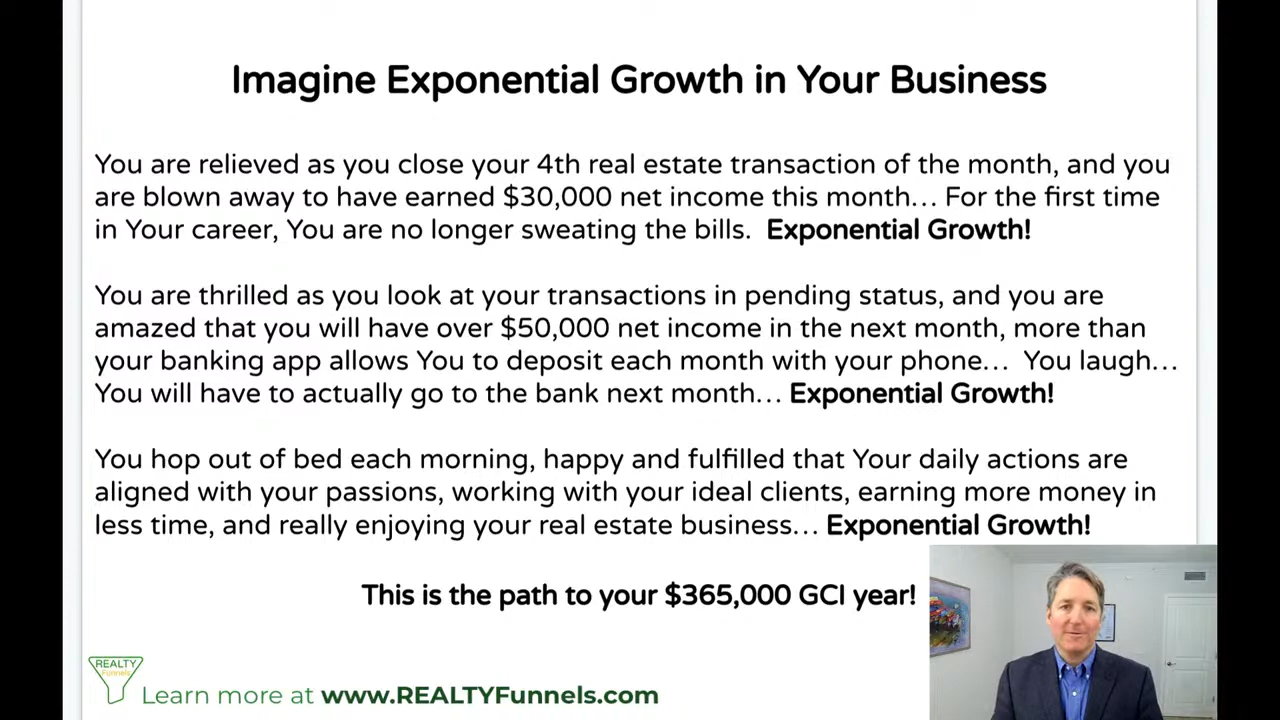 Imagine Exponential Growth in Your Business
You are relieved as you close your 4th real estate transaction of the month, and you
are blown away to have earned $30,000 net income this month... For the first time
in Your career, You are no longer sweating the bills.  Exponential Growth!
You are thrilled as you look at your transactions in pending status, and you are
amazed that you will have over $50,000 net income in the next month, more than
your banking app allows You to deposit each month with your phone...  You laugh...
You will have to actually go to the bank next month... Exponential Growth!
You hop out of bed each morning, happy and fulfilled that Your daily actions are
aligned with your passions, working with your ideal clients, earning more money in
less time, and really enjoying your real estate business... Exponential Growth!
This is the path to your $365,000 GCI year!
REALTY
Funnels
Learn more at www.REALTYFunnels.com